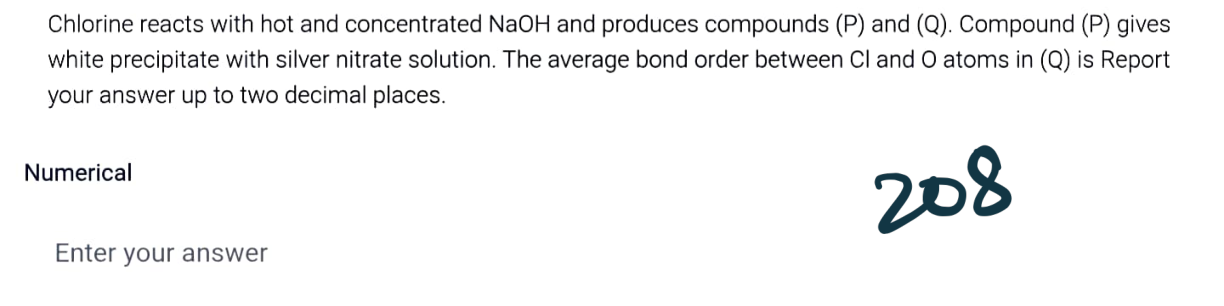 Chlorine reacts with hot and concentrated NaOH and produces compounds (P) and (Q). Compound (P) gives
white precipitate with silver nitrate solution. The average bond order between Cl and O atoms in (Q) is Report
your answer up to two decimal places.
Numerical
208
Enter your answer